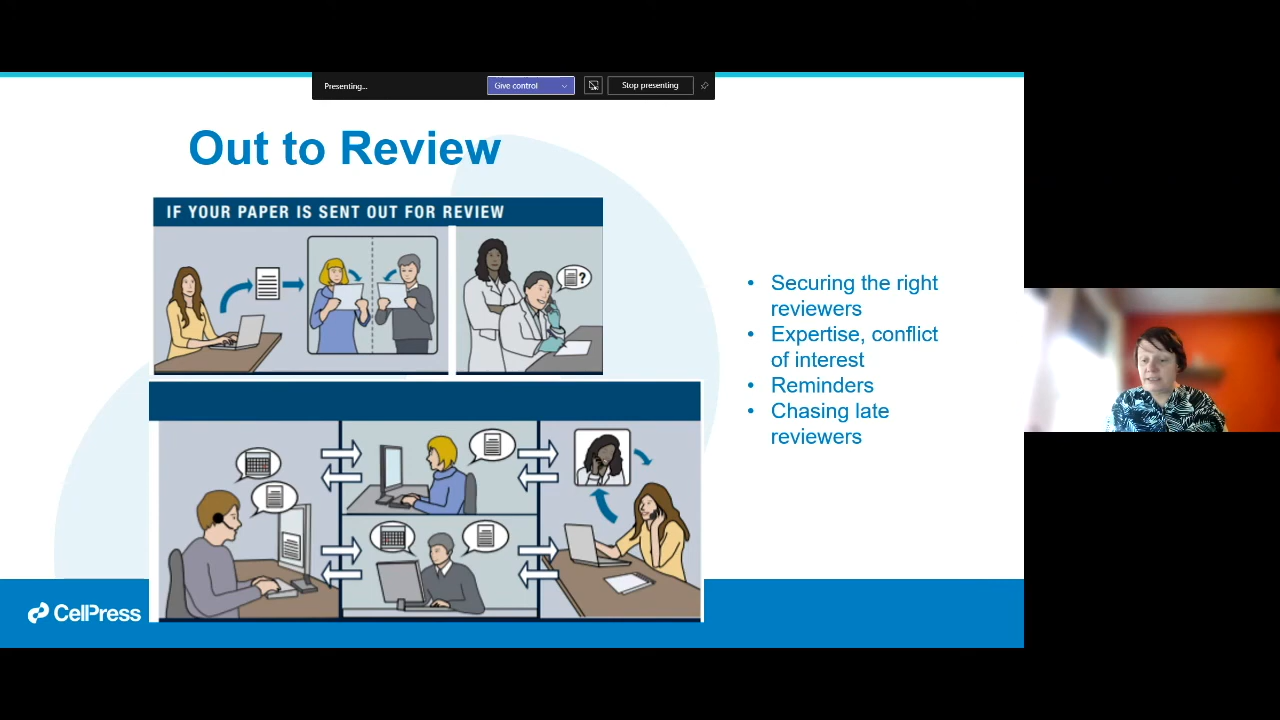 Presenting...
Give control
Stop presenting
Out to Review
IF YOUR PAPER IS SENT OUT FOR REVIEW
?
• Securing the right
reviewers
• Expertise, conflict
of interest
• Reminders
• Chasing late
reviewers
CellPress